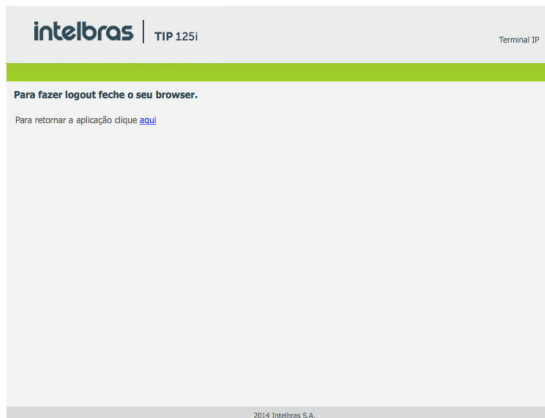 intelbras TIP 125i
Terminal IP
Para fazer logout feche o seu browser.
Para retornar a aplicação clique aqui
2014 Intelbras S.A.